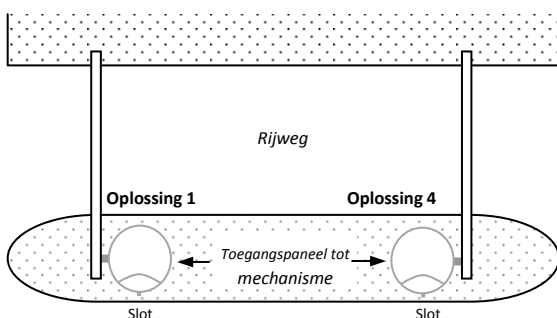 Rijweg
Oplossing 1
Oplossing 4
Toegangspaneel tot
mechanisme
Slot
Slot